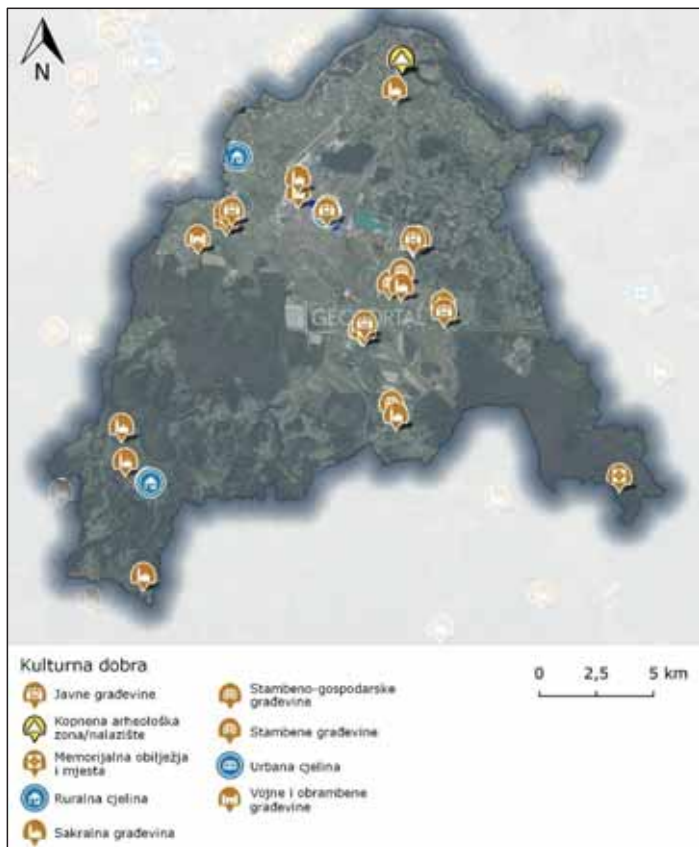 N
GEOPORTAL
Kulturna dobra
Javne građevine
Kopnena arheološka
zona/nalazište
Memorijalna obilježja
i mjesta
Ruralna cjelina
Sakralna građevina
Stambeno-gospodarske
građevine
Stambene građevine
Urbana cjelina
Vojne i obrambene
građevine
0 2,5 5 km